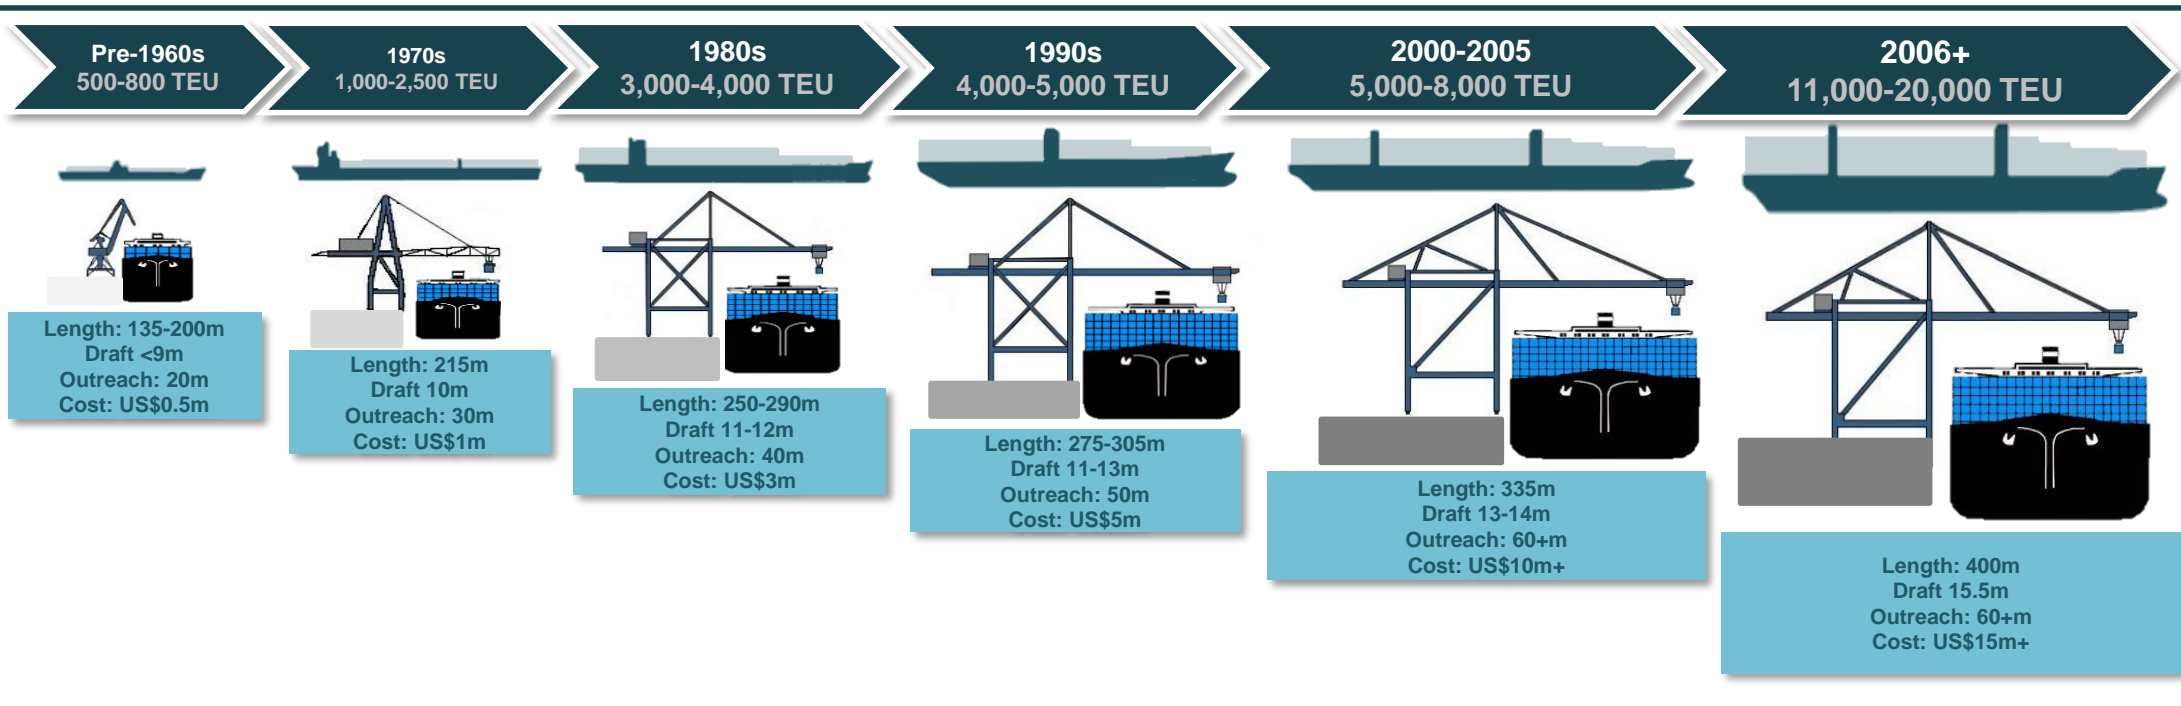 Pre-1960s
500-800 TEU
1970s
1,000-2,500 TEU
1980s
3,000-4,000 TEU
1990s
4,000-5,000 TEU
2000-2005
5,000-8,000 TEU
2006+
11,000-20,000 TEU
Length: 135-200m
Draft <9m
Outreach: 20m
Cost: US$0.5m
Length: 215m
Draft 10m
Outreach: 30m
Cost: US$1m
Length: 250-290m
Draft 11-12m
Outreach: 40m
Cost: US$3m
Length: 275-305m
Draft 11-13m
Outreach: 50m
Cost: US$5m
Length: 335m
Draft 13-14m
Outreach: 60+m
Cost: US$10m+
Length: 400m
Draft 15.5m
Outreach: 60+m
Cost: US$15m+